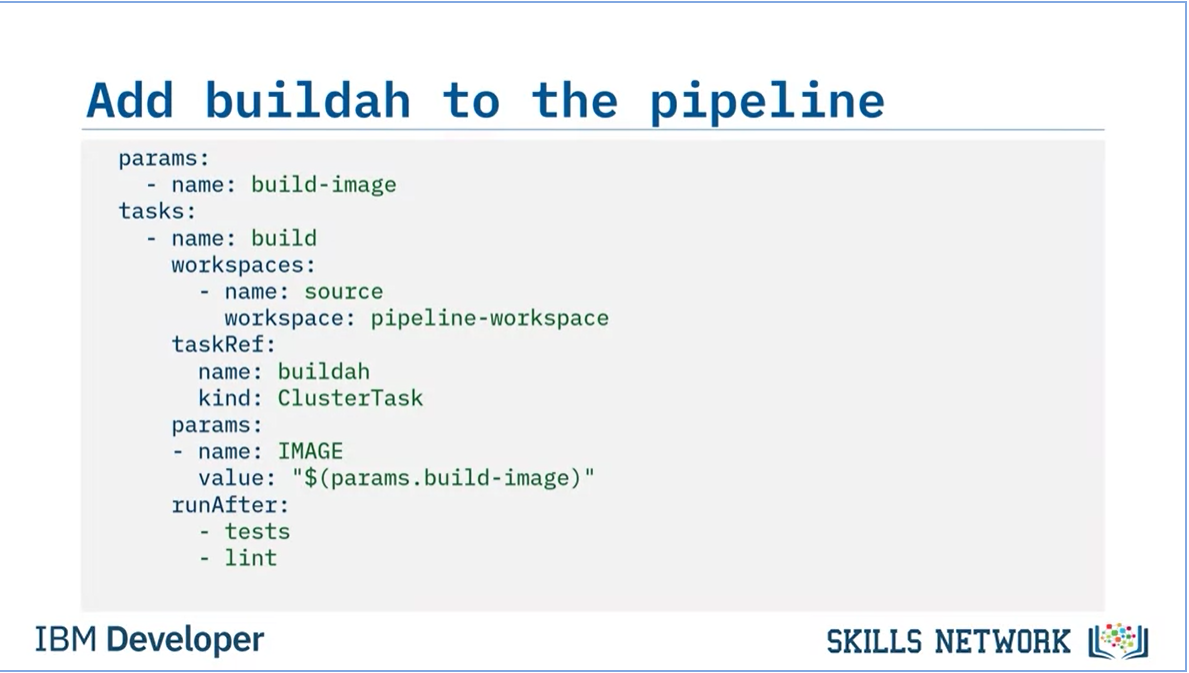 Add buildah to the pipeline
params:
  - name: build-image
tasks:
  - name: build
    workspaces:
      - name: source
        workspace: pipeline-workspace
    taskRef:
      name: buildah
      kind: ClusterTask
    params:
    - name: IMAGE
      value: "$(params.build-image)"
    runAfter:
      - tests
      - lint
IBM Developer
SKILLS NETWORK